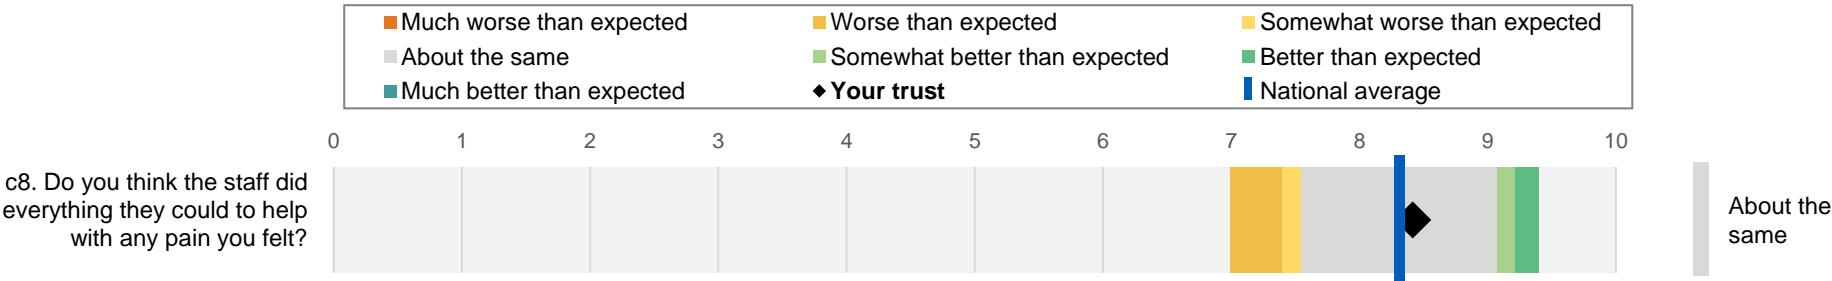 Much worse than expected
Worse than expected
Somewhat worse than expected
About the same
Somewhat better than expected
Better than expected
Much better than expected
Your trust
National average
0 1 2 3 4 5 6 7 8 9 10
c8. Do you think the staff did
everything they could to help
with any pain you felt?
About the
same